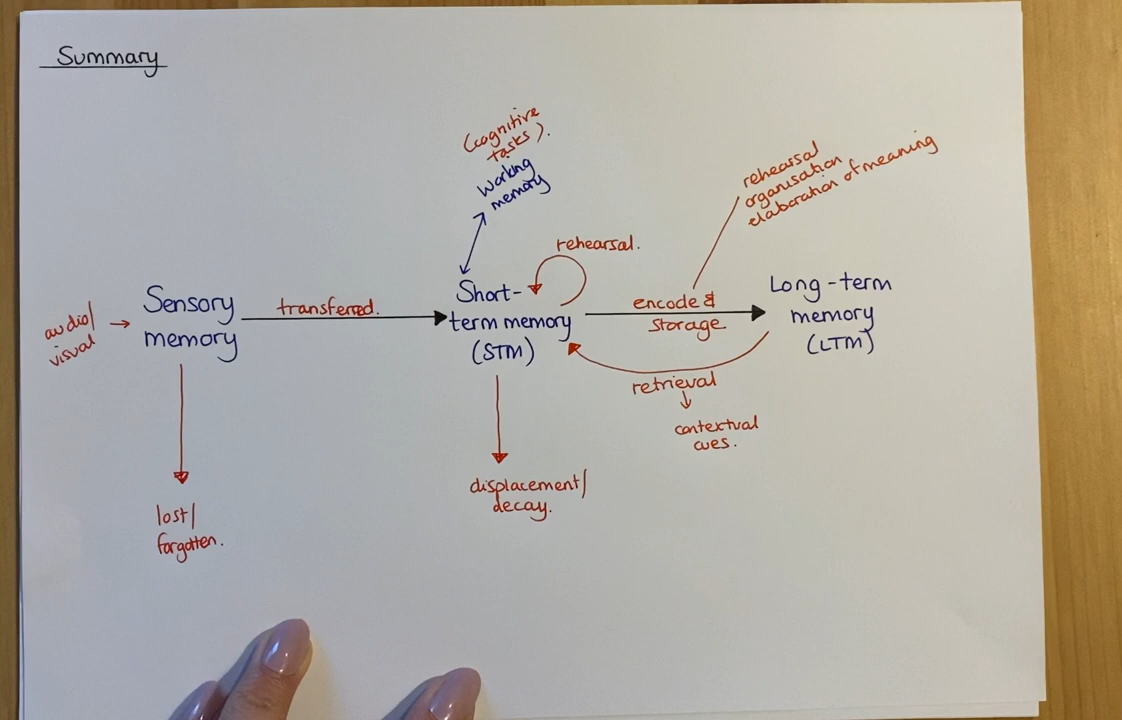 Summary
(cognitive
tasks).
Working
memory
rehearsal
organisation
elaboration of meaning
rehearsal.
audio/
visual
Sensory
memory
transferred.
Short-
term memory
(STM)
encode &
storage
Long-term
memory
(LTM)
retrieval
contextual
cues.
lost/
forgotten.
displacement/
decay.